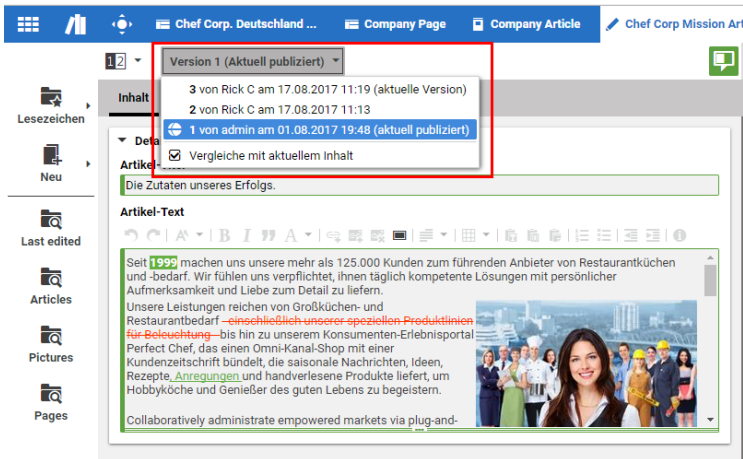 Chef Corp. Deutschland ...
Company Page
Company Article
Chef Corp Mission Art
12
Version 1 (Aktuell publiziert)
3 von Rick C am 17.08.2017 11:19 (aktuelle Version)
2 von Rick C am 17.08.2017 11:13
1 von admin am 01.08.2017 19:48 (aktuell publiziert)
Vergleiche mit aktuellem Inhalt
Lesezeichen
Neu
Last edited
Articles
Pictures
Pages
Inhalt
Deta
Artikel-
Die Zutaten unseres Erfolgs.
Artikel-Text
Seit 1999 machen uns unsere mehr als 125.000 Kunden zum führenden Anbieter von Restaurantküchen
und -bedarf. Wir fühlen uns verpflichtet, ihnen täglich kompetente Lösungen mit persönlicher
Aufmerksamkeit und Liebe zum Detail zu liefern.
Unsere Leistungen reichen von Großküchen- und
Restaurantbedarf -einschließlich unserer speziellen Produktlinien
für Beleuchtung- bis hin zu unserem Konsumenten-Erlebnisportal
Perfect Chef, das einen Omni-Kanal-Shop mit einer
Kundenzeitschrift bündelt, die saisonale Nachrichten, Ideen,
Rezepte, Anregungen und handverlesene Produkte liefert, um
Hobbyköche und Genießer des guten Lebens zu begeistern.
Collaboratively administrate empowered markets via plug-and-